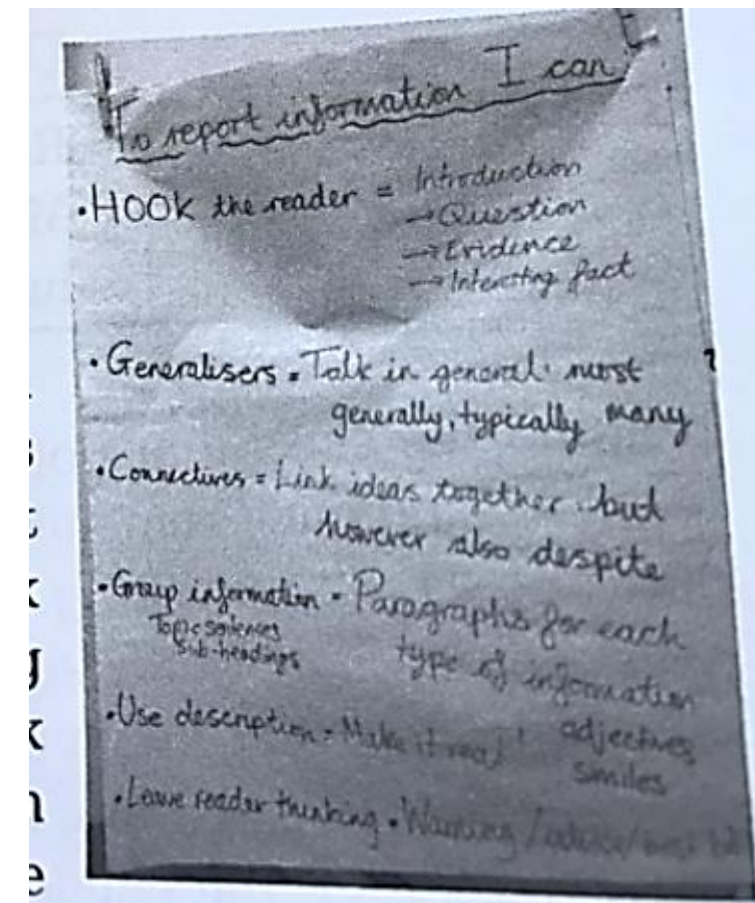 To report information I can
•HOOK the reader = Introduction
→Question
→Evidence
→Interesting fact
•Generalisers = Talk in general. most
generally, typically many
•Connectives = Link ideas together. but
however also despite
•Group information = Paragraphs for each
Topic sentences
Sub-headings
type of information
•Use description = Make it real! adjectives
similes
•Leave reader thinking = Warning /advice/